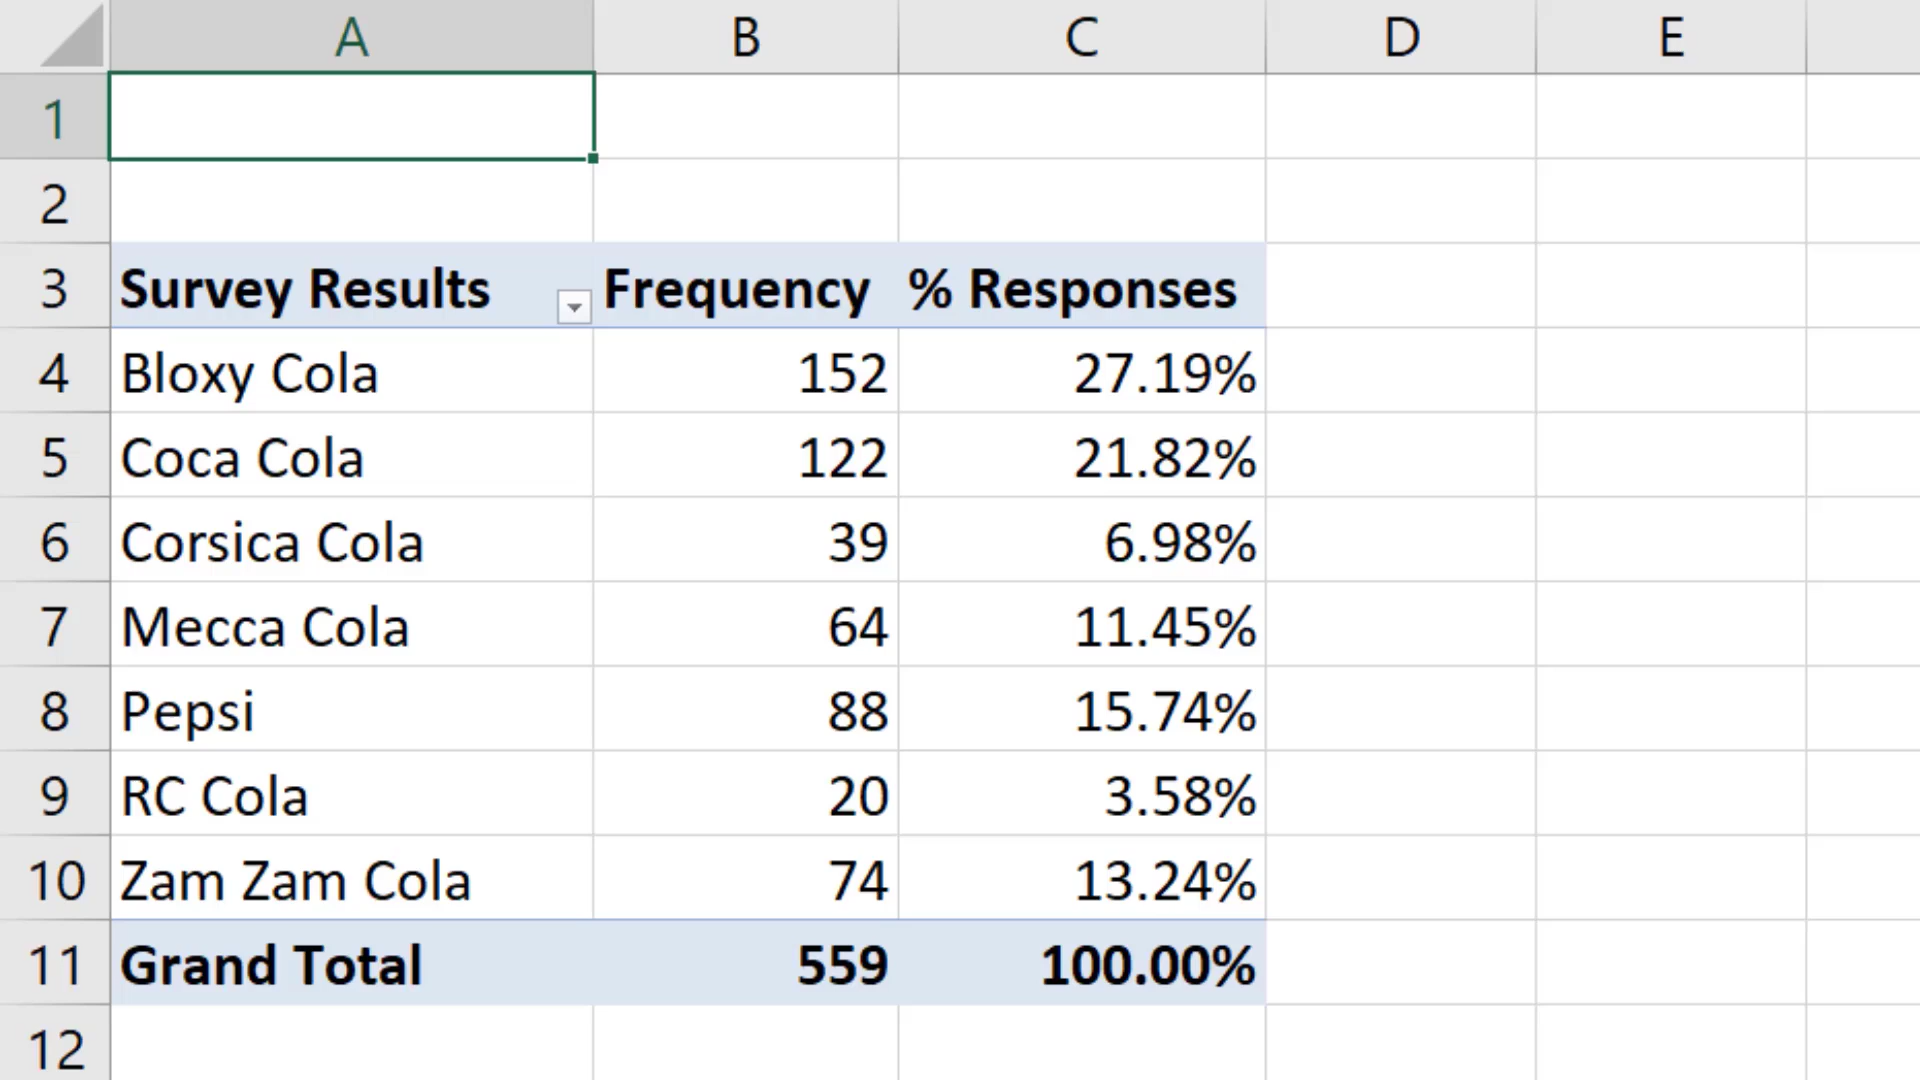 A B C D E
1
2
3 Survey Results Frequency % Responses
4 Bloxy Cola 152 27.19%
5 Coca Cola 122 21.82%
6 Corsica Cola 39 6.98%
7 Mecca Cola 64 11.45%
8 Pepsi 88 15.74%
9 RC Cola 20 3.58%
10 Zam Zam Cola 74 13.24%
11 Grand Total 559 100.00%
12